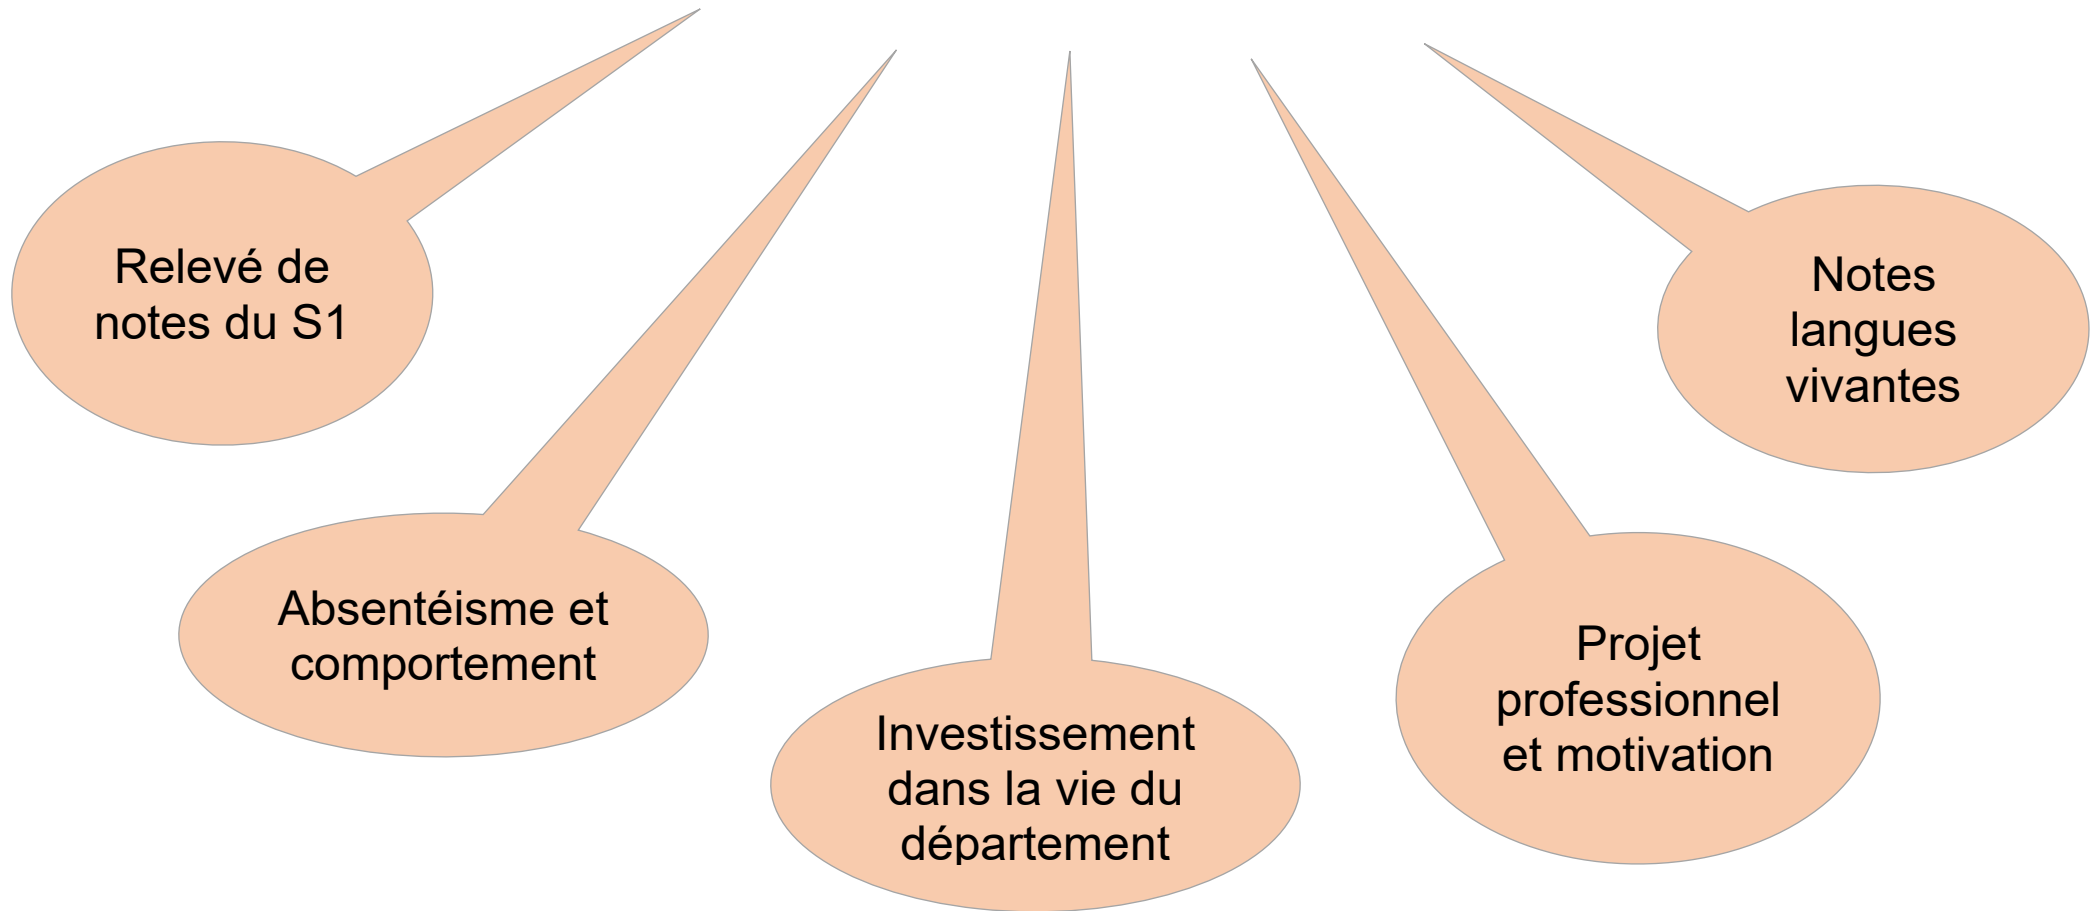 Relevé de
notes du S1
Absentéisme et
comportement
Investissement
dans la vie du
département
Projet
professionnel
et motivation
Notes
langues
vivantes